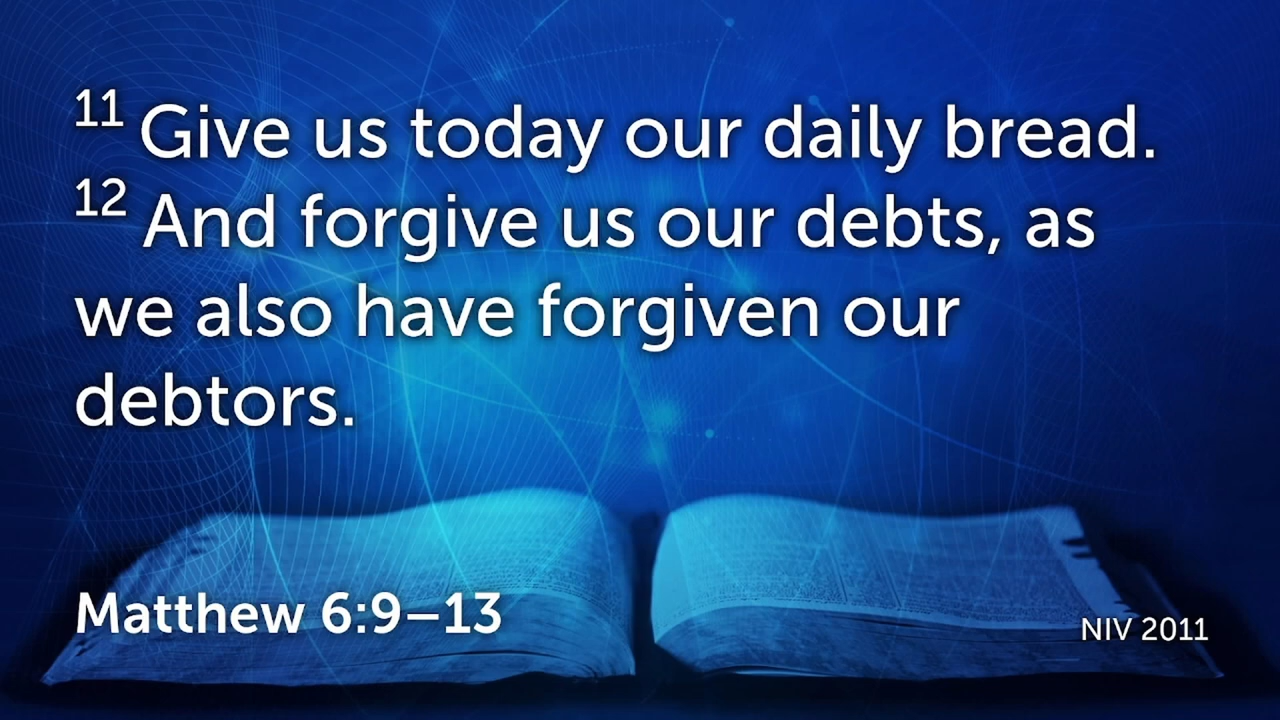 11 Give us today our daily bread.
12 And forgive us our debts, as
we also have forgiven our
debtors.
Matthew 6:9–13
NIV 2011